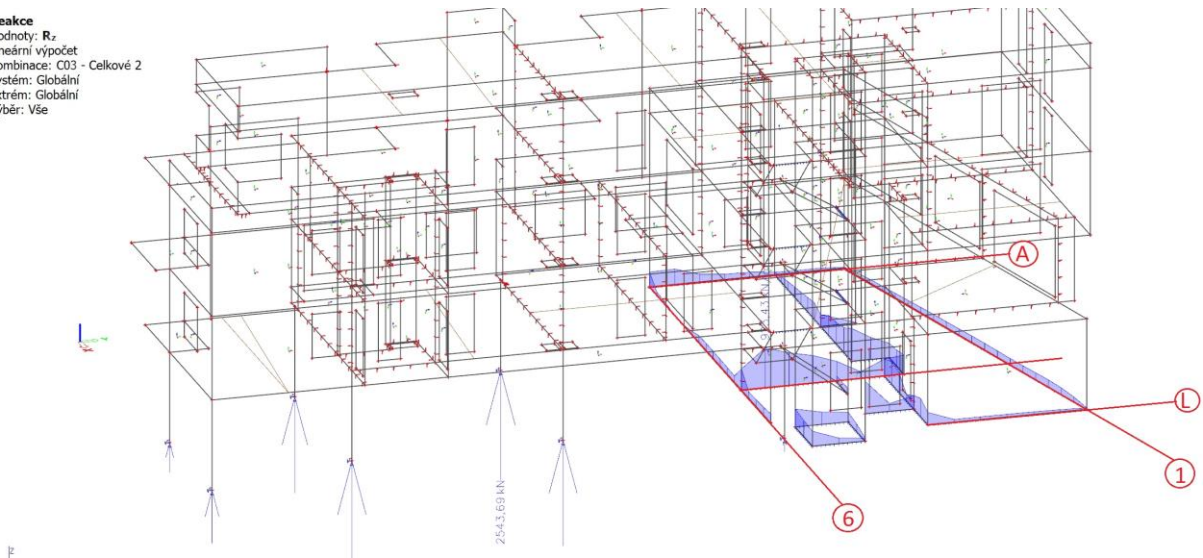 eakce
odnoty: Rz
neární výpočet
ombinace: C03 - Celkové 2
ystém: Globální
xtrém: Globální
ýběr: Vše
A
L
1
6
2543,69 kN
z